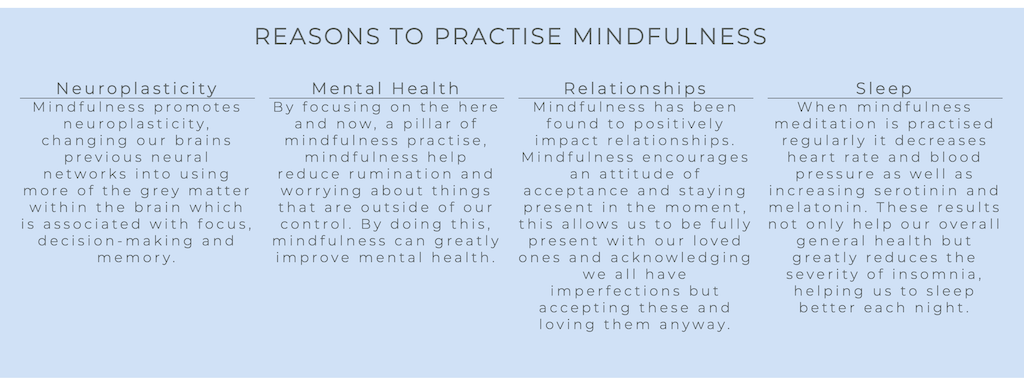 REASONS TO PRACTISE MINDFULNESS
Neuroplasticity
Mindfulness promotes
neuroplasticity,
changing our brains
previous neural
networks into using
more of the grey matter
within the brain which
is associated with focus,
decision-making and
memory.
Mental Health
By focusing on the here
and now, a pillar of
mindfulness practise,
mindfulness help
reduce rumination and
worrying about things
that are outside of our
control. By doing this,
mindfulness can greatly
improve mental health.
Relationships
Mindfulness has been
found to positively
impact relationships.
Mindfulness encourages
an attitude of
acceptance and staying
present in the moment,
this allows us to be fully
present with our loved
ones and acknowledging
we all have
imperfections but
accepting these and
loving them anyway.
Sleep
When mindfulness
meditation is practised
regularly it decreases
heart rate and blood
pressure as well as
increasing serotinin and
melatonin. These results
not only help our overall
general health but
greatly reduces the
severity of insomnia,
helping us to sleep
better each night.